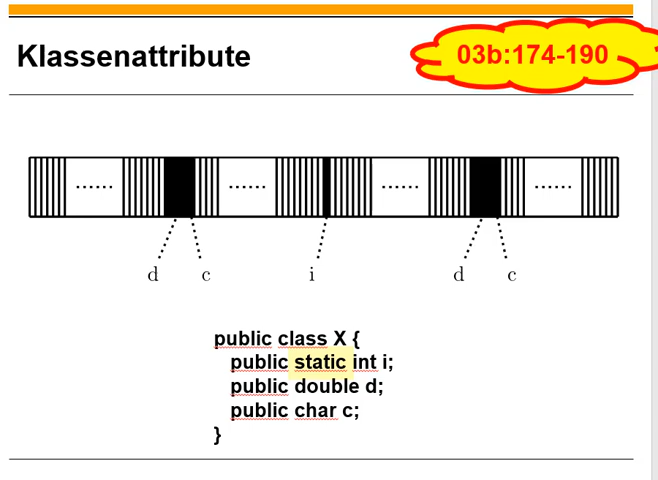 Klassenattribute
03b:174-190
...... ...... ...... ......
d c i d c
public class X {
public static int i;
public double d;
public char c;
}